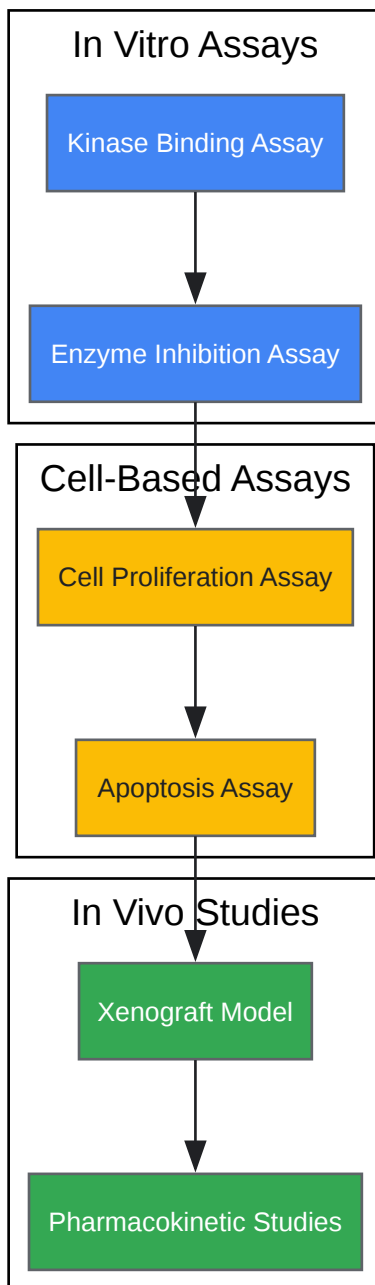 In Vitro Assays
Kinase Binding Assay
Enzyme Inhibition Assay
Cell-Based Assays
Cell Proliferation Assay
Apoptosis Assay
In Vivo Studies
Xenograft Model
Pharmacokinetic Studies